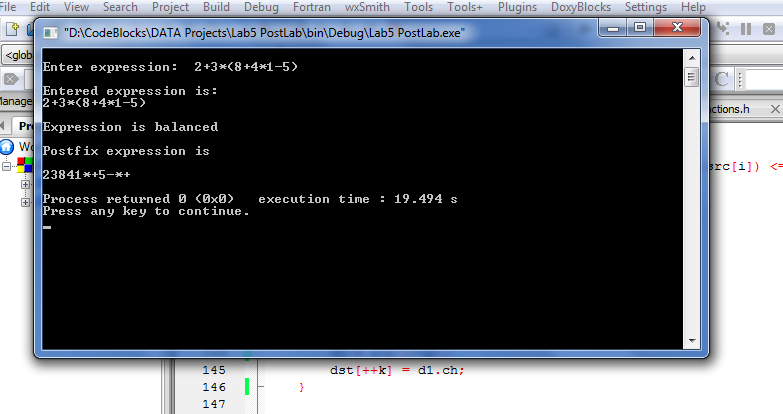 File Edit View Search Project Build Debug Fortran wxSmith Tools Tools+ Plugins DoxyBlocks Settings Help
"D:\CodeBlocks\DATA Projects\Lab5 PostLab\bin\Debug\Lab5 PostLab.exe"
<glob
C
Manage
ctions.h
Pr
Wo
src[i]) <=
Enter expression:  2+3*(8+4*1-5)
Entered expression is:
2+3*(8+4*1-5)
Expression is balanced
Postfix expression is
23841*+5-*+
Process returned 0 (0x0)   execution time : 19.494 s
Press any key to continue.
145 dst[++k] = d1.ch;
146 }
147